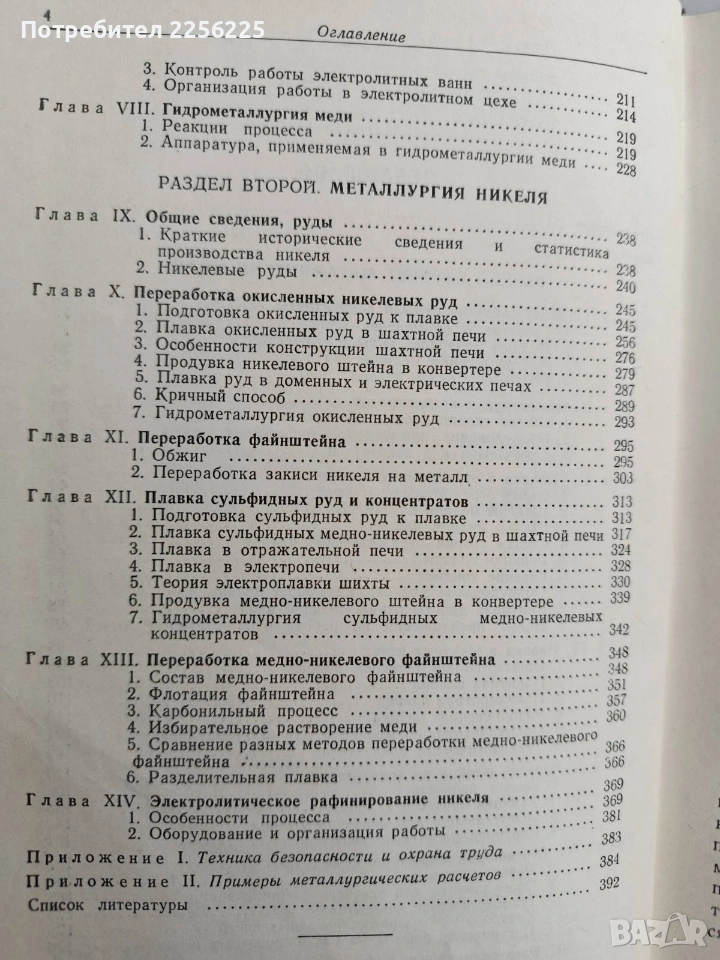 4
Оглавление
Потребител 2256225
3. Контроль работы электролитных ванн 211
4. Организация работы в электролитном цехе 214
Глава VIII. Гидрометаллургия меди 219
1. Реакции процесса 219
2. Аппаратура, применяемая в гидрометаллургии меди 228
РАЗДЕЛ ВТОРОЙ. МЕТАЛЛУРГИЯ НИКЕЛЯ
Глава IX. Общие сведения, руды 238
1. Краткие исторические сведения и статистика
производства никеля 238
2. Никелевые руды 240
Глава X. Переработка окисленных никелевых руд 245
1. Подготовка окисленных руд к плавке 245
2. Плавка окисленных руд в шахтной печи 256
3. Особенности конструкции шахтной печи 276
4. Продувка никелевого штейна в конвертере 279
5. Плавка руд в доменных и электрических печах 287
6. Кричный способ 289
7. Гидрометаллургия окисленных руд 293
Глава XI. Переработка файнштейна 295
1. Обжиг 295
2. Переработка закиси никеля на металл 303
Глава XII. Плавка сульфидных руд и концентратов 313
1. Подготовка сульфидных руд к плавке 313
2. Плавка сульфидных медно-никелевых руд в шахтной печи 317
3. Плавка в отражательной печи 324
4. Плавка в электропечи 328
5. Теория электроплавки шихты 330
6. Продувка медно-никелевого штейна в конвертере 339
7. Гидрометаллургия сульфидных медно-никелевых
концентратов 342
Глава XIII. Переработка медно-никелевого файнштейна 348
1. Состав медно-никелевого файнштейна 348
2. Флотация файнштейна 351
3. Карбонильный процесс 357
4. Избирательное растворение меди 360
5. Сравнение разных методов переработки медно-никелевого
файнштейна 366
6. Разделительная плавка 366
Глава XIV. Электролитическое рафинирование никеля 369
1. Особенности процесса 369
2. Оборудование и организация работы 381
Приложение I. Техника безопасности и охрана труда 383
Приложение II. Примеры металлургических расчетов 384
Список литературы 392
BAZAR